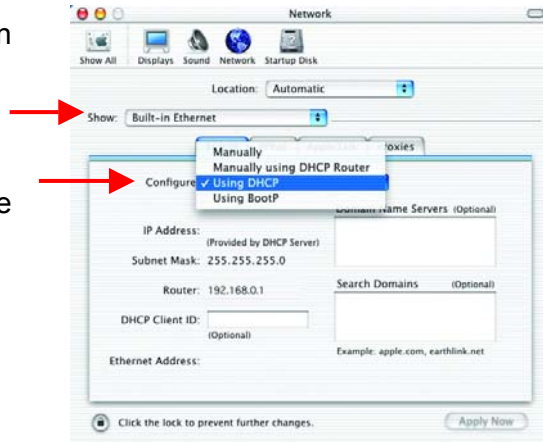 Network
n
Show All Displays Sound Network Startup Disk
Location: Automatic
Show: Built-in Ethernet
Proxies
Manually
Manually using DHCP Router
Configure ✓ Using DHCP
Using BootP
e
Domain Name Servers (Optional)
IP Address:
(Provided by DHCP Server)
Subnet Mask: 255.255.255.0
Router: 192.168.0.1
Search Domains (Optional)
DHCP Client ID:
(Optional)
Example: apple.com, earthlink.net
Ethernet Address:
Click the lock to prevent further changes.
Apply Now